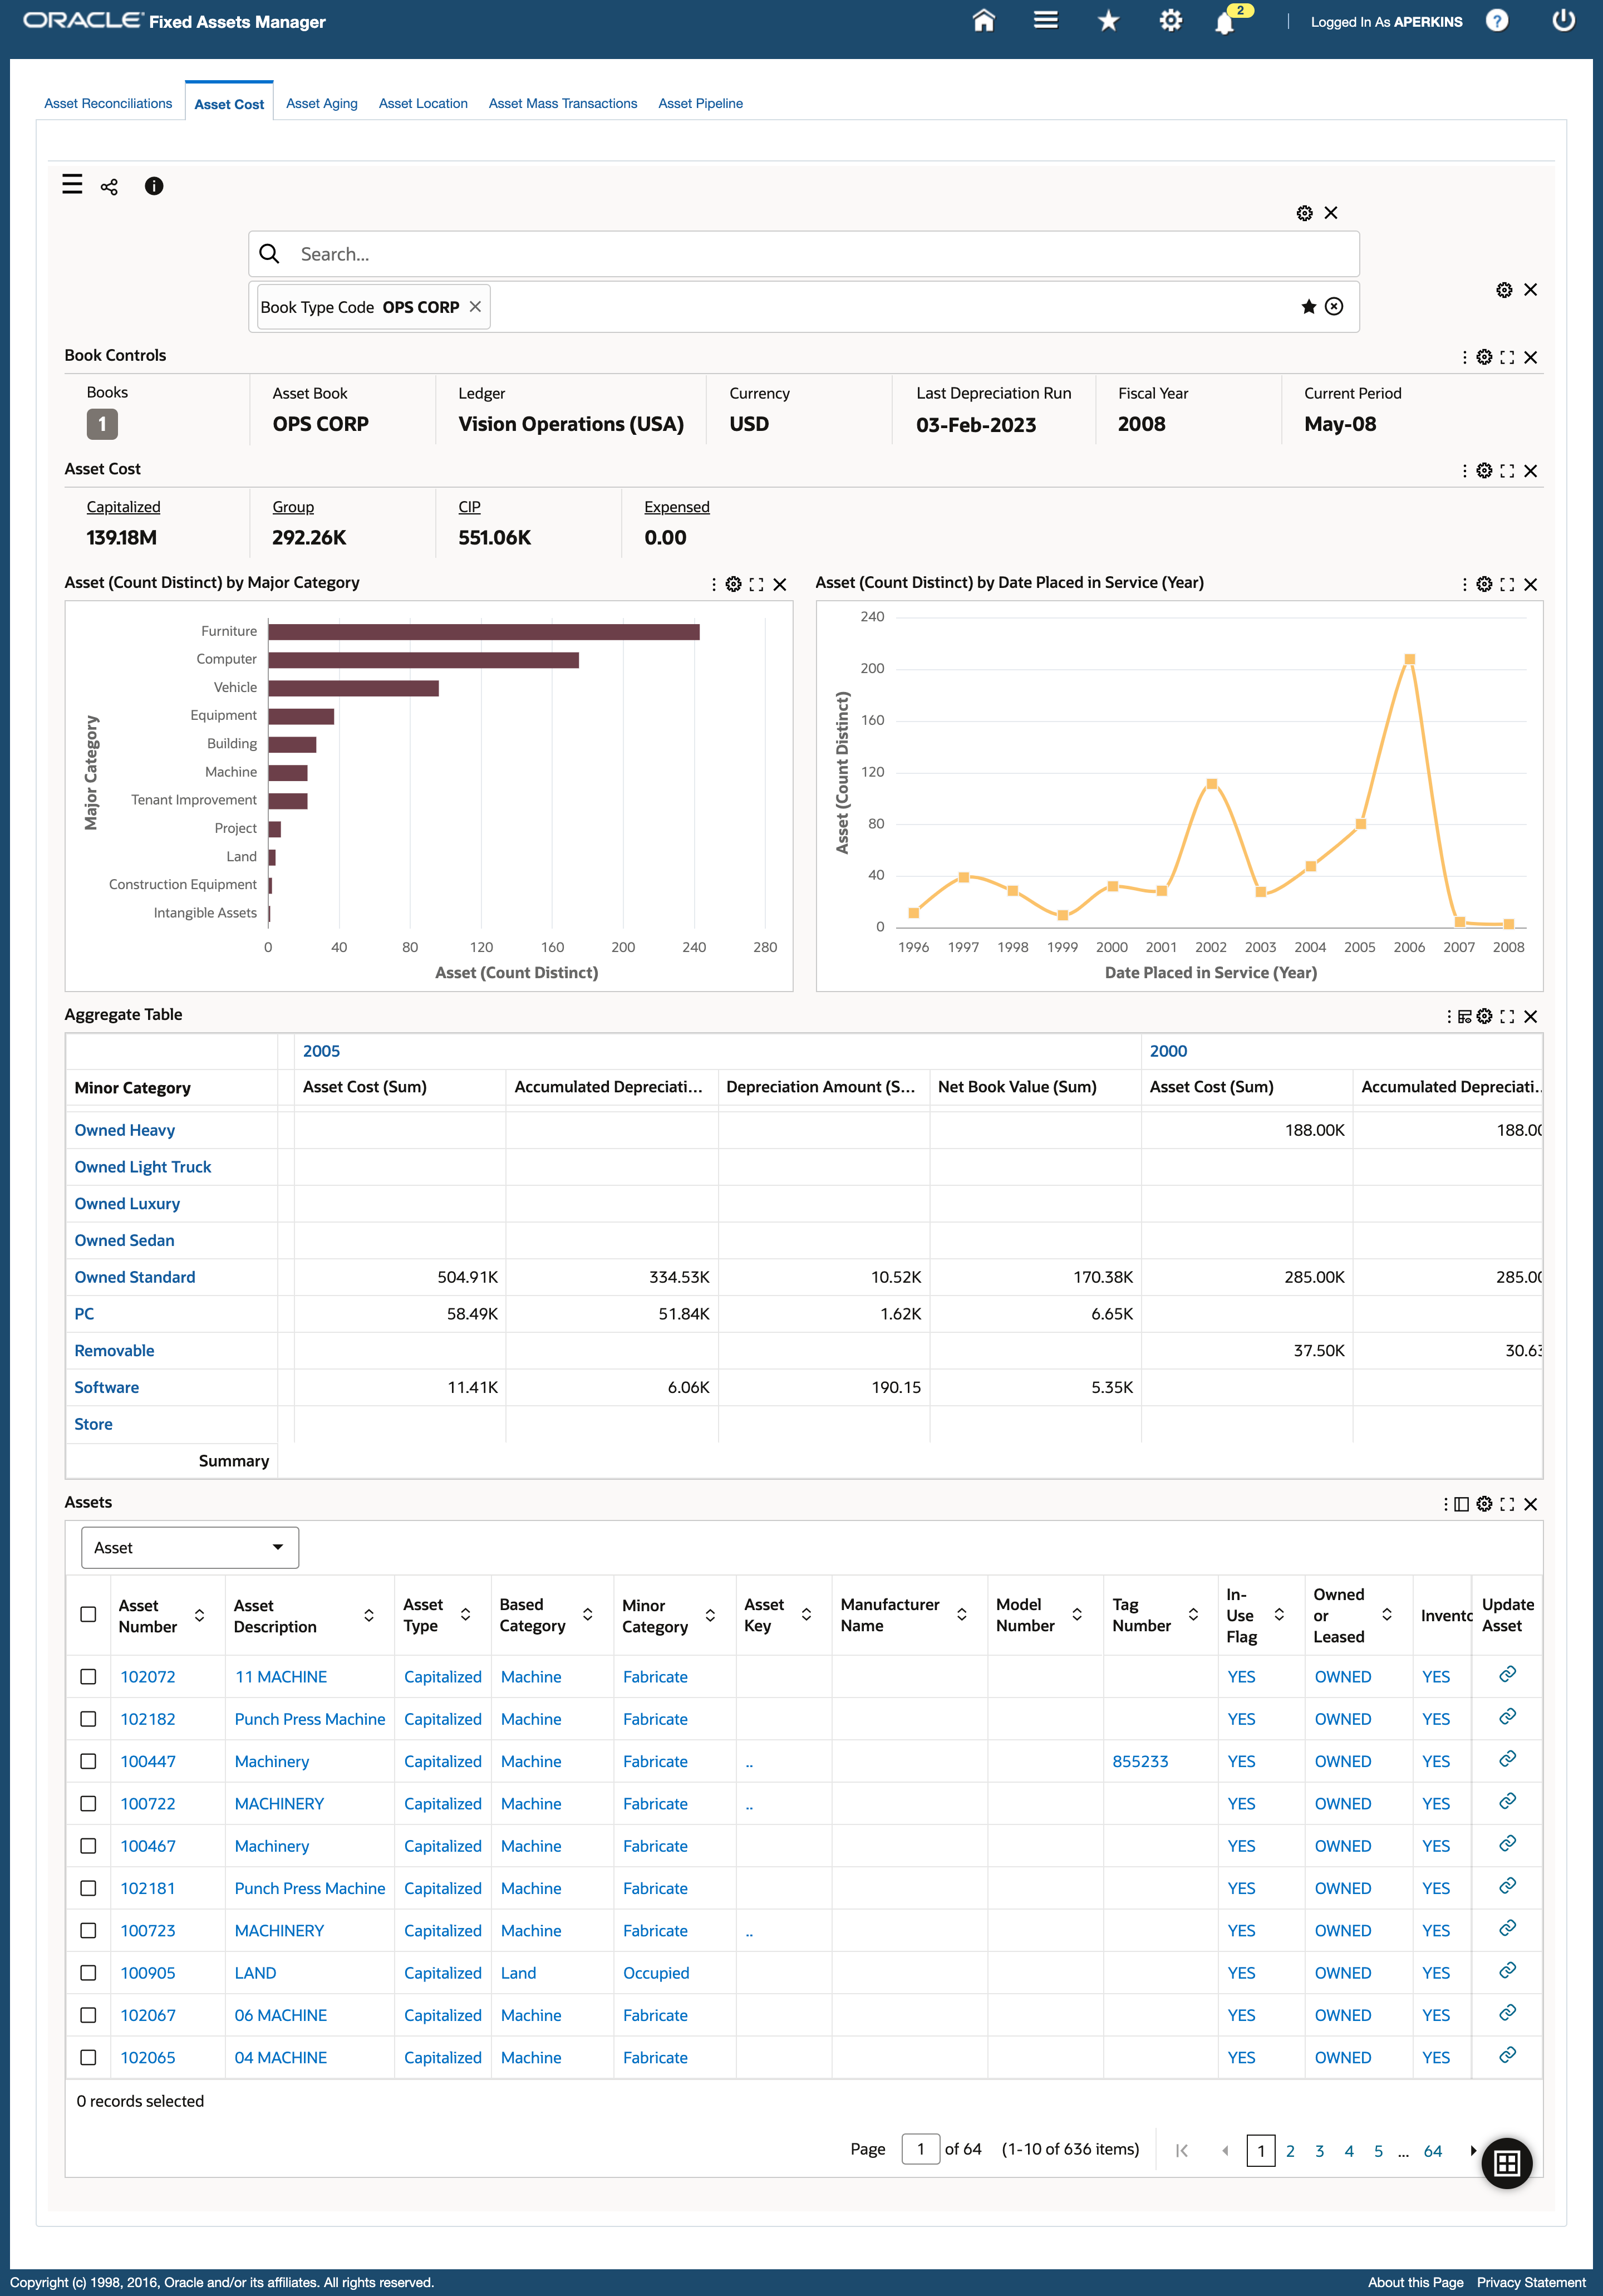 ORACLE Fixed Assets Manager
2
Logged In As APERKINS
?
Asset Reconciliations Asset Cost Asset Aging Asset Location Asset Mass Transactions Asset Pipeline
Search...
Book Type Code OPS CORP
Book Controls
Books Asset Book Ledger Currency Last Depreciation Run Fiscal Year Current Period
1 OPS CORP Vision Operations (USA) USD 03-Feb-2023 2008 May-08
Asset Cost
Capitalized Group CIP Expensed
139.18M 292.26K 551.06K 0.00
Asset (Count Distinct) by Major Category
Major Category
Furniture
Computer
Vehicle
Equipment
Building
Machine
Tenant Improvement
Project
Land
Construction Equipment
Intangible Assets
0 40 80 120 160 200 240 280
Asset (Count Distinct)
Asset (Count Distinct) by Date Placed in Service (Year)
Asset (Count Distinct)
240
200
160
120
80
40
0
1996 1997 1998 1999 2000 2001 2002 2003 2004 2005 2006 2007 2008
Date Placed in Service (Year)
Aggregate Table
2005 2000
Minor Category Asset Cost (Sum) Accumulated Depreciati... Depreciation Amount (S... Net Book Value (Sum) Asset Cost (Sum) Accumulated Depreciati..
Owned Heavy 188.00K 188.00
Owned Light Truck
Owned Luxury
Owned Sedan
Owned Standard 504.91K 334.53K 10.52K 170.38K 285.00K 285.00
PC 58.49K 51.84K 1.62K 6.65K
Removable 37.50K 30.63
Software 11.41K 6.06K 190.15 5.35K
Store
Summary
Assets
Asset
Asset Number Asset Description Asset Type Based Category Minor Category Asset Key Manufacturer Name Model Number Tag Number In-Use Flag Owned or Leased Invento Update Asset
102072 11 MACHINE Capitalized Machine Fabricate YES OWNED YES
102182 Punch Press Machine Capitalized Machine Fabricate YES OWNED YES
100447 Machinery Capitalized Machine Fabricate .. 855233 YES OWNED YES
100722 MACHINERY Capitalized Machine Fabricate .. YES OWNED YES
100467 Machinery Capitalized Machine Fabricate YES OWNED YES
102181 Punch Press Machine Capitalized Machine Fabricate YES OWNED YES
100723 MACHINERY Capitalized Machine Fabricate .. YES OWNED YES
100905 LAND Capitalized Land Occupied YES OWNED YES
102067 06 MACHINE Capitalized Machine Fabricate YES OWNED YES
102065 04 MACHINE Capitalized Machine Fabricate YES OWNED YES
0 records selected
Page 1 of 64 (1-10 of 636 items) 1 2 3 4 5 ... 64
Copyright (c) 1998, 2016, Oracle and/or its affiliates. All rights reserved.
About this Page Privacy Statement